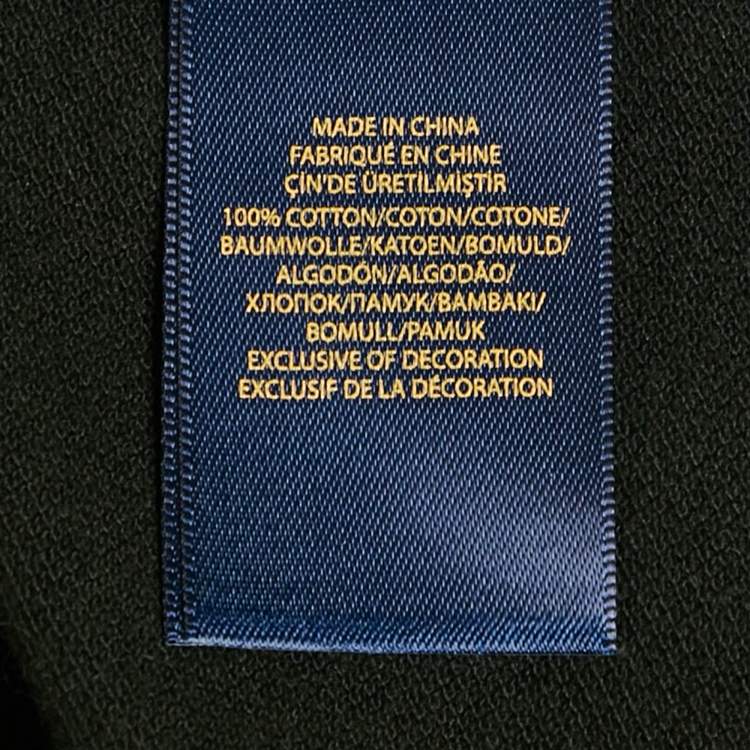 MADE IN CHINA
FABRIQUÉ EN CHINE
ÇİN'DE ÜRETİLMİŞTİR
100% COTTON/COTON/COTONE/
BAUMWOLLE/KATOEN/BOMULD/
ALGODÓN/ALGODÃO/
ХЛОПОК/ПАМУК/ΒΑΜΒΑΚΙ/
BOMULL/PAMUK
EXCLUSIVE OF DECORATION
EXCLUSIF DE LA DÉCORATION